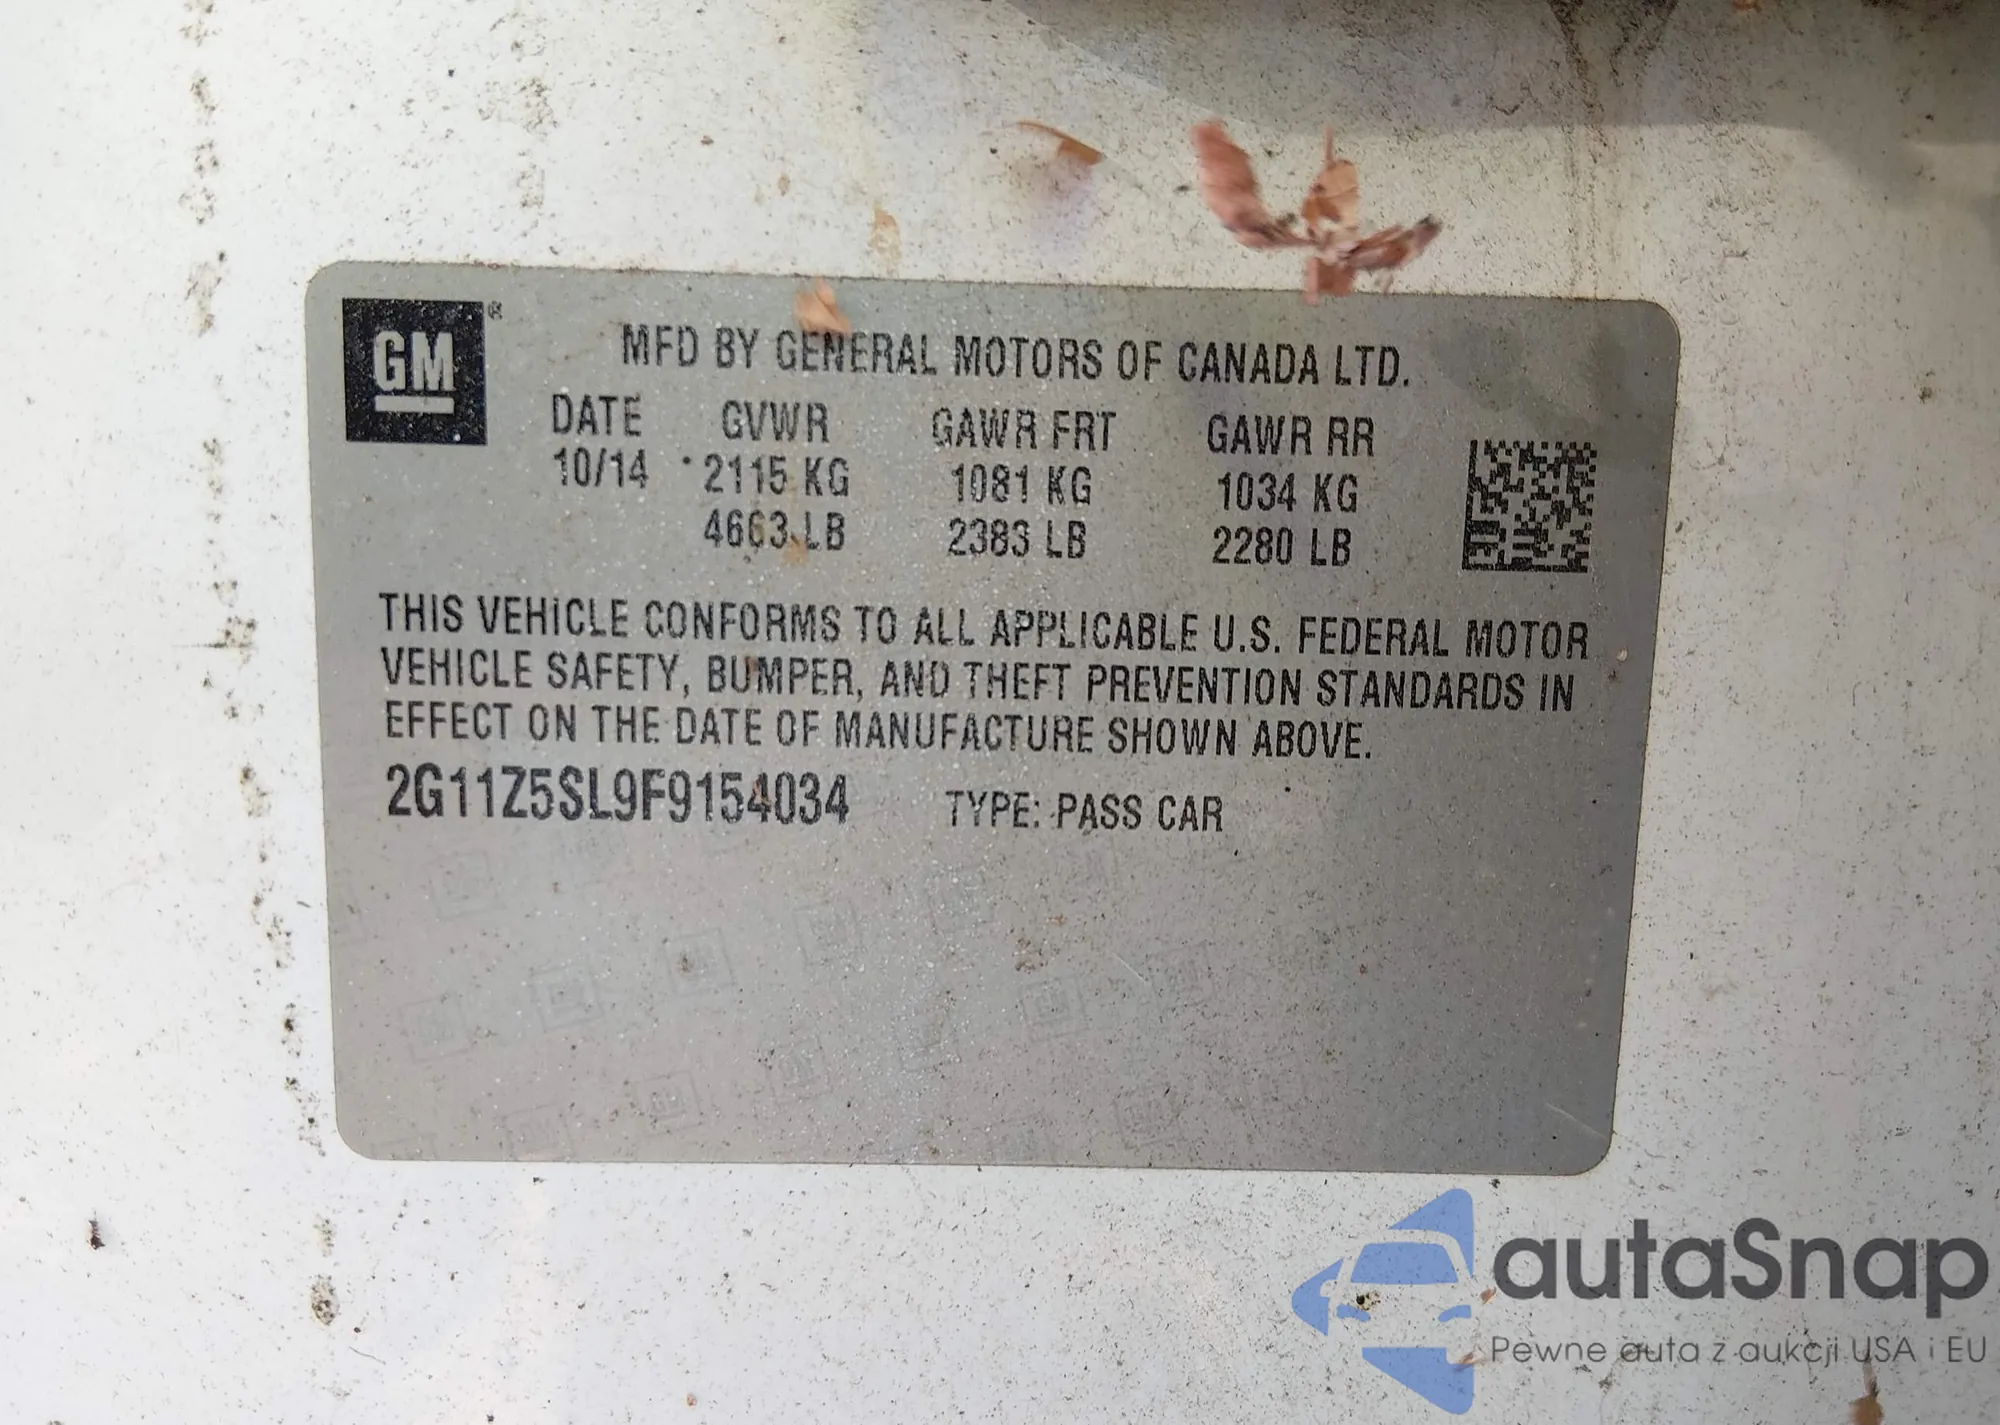 GM®
MFD BY GENERAL MOTORS OF CANADA LTD.
DATE GVWR GAWR FRT GAWR RR
10/14 2115 KG 1081 KG 1034 KG
4663 LB 2383 LB 2280 LB
THIS VEHICLE CONFORMS TO ALL APPLICABLE U.S. FEDERAL MOTOR
VEHICLE SAFETY, BUMPER, AND THEFT PREVENTION STANDARDS IN
EFFECT ON THE DATE OF MANUFACTURE SHOWN ABOVE.
2G11Z5SL9F9154034 TYPE: PASS CAR
autaSnap
Pewne auta z aukcji USA i EU